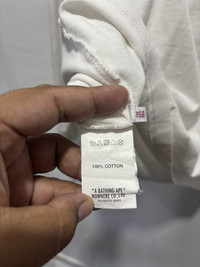 100% COTTON
"A BATHING APE"
NOWHERE CO., LTD.